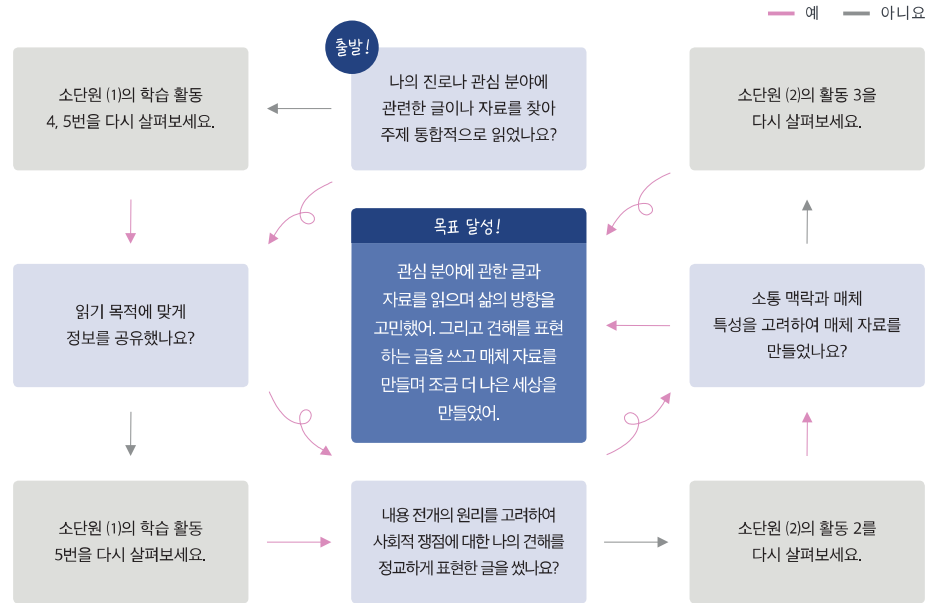 예 아니요
출발!
나의 진로나 관심 분야에
관련한 글이나 자료를 찾아
주제 통합적으로 읽었나요?
소단원 (1)의 학습 활동
4, 5번을 다시 살펴보세요.
읽기 목적에 맞게
정보를 공유했나요?
소단원 (1)의 학습 활동
5번을 다시 살펴보세요.
내용 전개의 원리를 고려하여
사회적 쟁점에 대한 나의 견해를
정교하게 표현한 글을 썼나요?
소단원 (2)의 활동 2를
다시 살펴보세요.
소통 맥락과 매체
특성을 고려하여 매체 자료를
만들었나요?
소단원 (2)의 활동 3을
다시 살펴보세요.
목표 달성!
관심 분야에 관한 글과
자료를 읽으며 삶의 방향을
고민했어. 그리고 견해를 표현
하는 글을 쓰고 매체 자료를
만들며 조금 더 나은 세상을
만들었어.